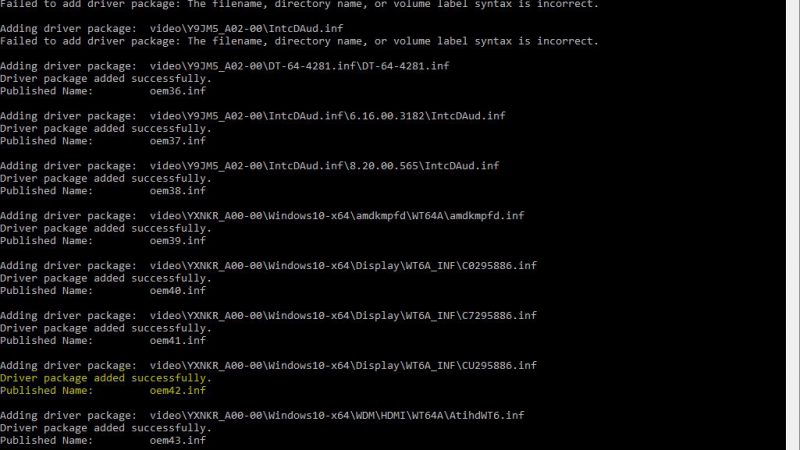 Failed to add driver package: The filename, directory name, or volume label syntax is incorrect.
Adding driver package:  video\Y9JM5_A02-00\IntcDAud.inf
Failed to add driver package: The filename, directory name, or volume label syntax is incorrect.
Adding driver package:  video\Y9JM5_A02-00\DT-64-4281.inf\DT-64-4281.inf
Driver package added successfully.
Published Name:         oem36.inf
Adding driver package:  video\Y9JM5_A02-00\IntcDAud.inf\6.16.00.3182\IntcDAud.inf
Driver package added successfully.
Published Name:         oem37.inf
Adding driver package:  video\Y9JM5_A02-00\IntcDAud.inf\8.20.00.565\IntcDAud.inf
Driver package added successfully.
Published Name:         oem38.inf
Adding driver package:  video\YXNKR_A00-00\Windows10-x64\amdkmpfd\WT64A\amdkmpfd.inf
Driver package added successfully.
Published Name:         oem39.inf
Adding driver package:  video\YXNKR_A00-00\Windows10-x64\Display\WT6A_INF\C0295886.inf
Driver package added successfully.
Published Name:         oem40.inf
Adding driver package:  video\YXNKR_A00-00\Windows10-x64\Display\WT6A_INF\C7295886.inf
Driver package added successfully.
Published Name:         oem41.inf
Adding driver package:  video\YXNKR_A00-00\Windows10-x64\Display\WT6A_INF\CU295886.inf
Driver package added successfully.
Published Name:         oem42.inf
Adding driver package:  video\YXNKR_A00-00\Windows10-x64\WDM\HDMI\WT64A\AtihdWT6.inf
Driver package added successfully.
Published Name:         oem43.inf